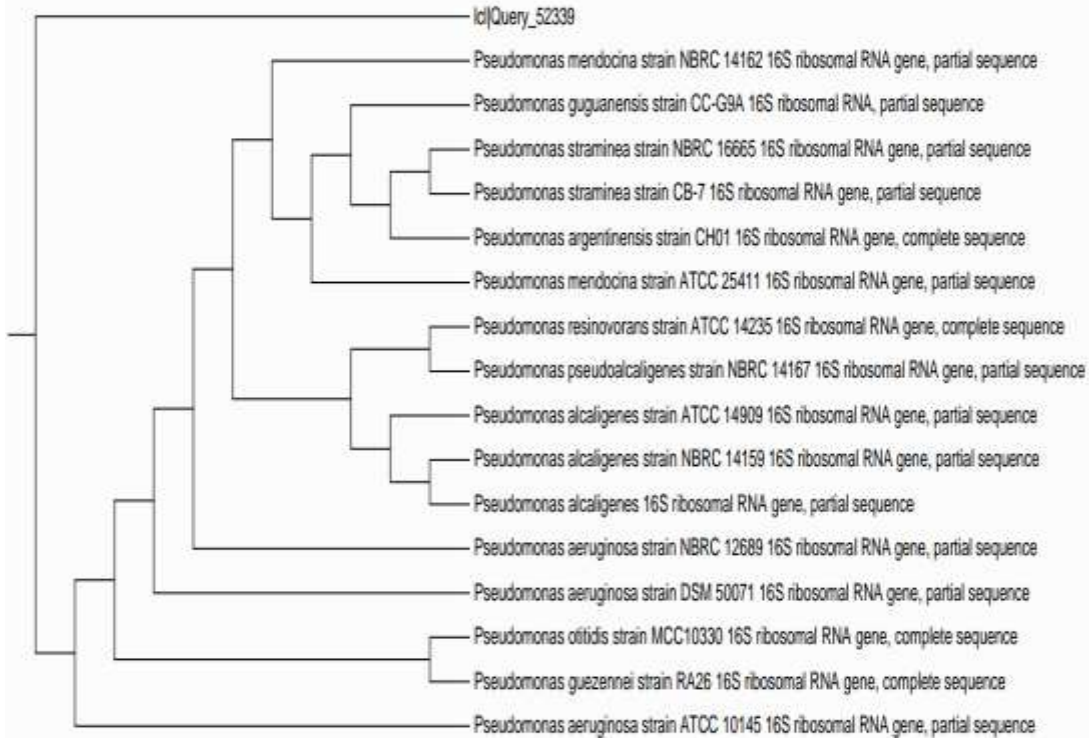 lcl|Query_52339
Pseudomonas mendocina strain NBRC 14162 16S ribosomal RNA gene, partial sequence
Pseudomonas guguanensis strain CC-G9A 16S ribosomal RNA, partial sequence
Pseudomonas straminea strain NBRC 16665 16S ribosomal RNA gene, partial sequence
Pseudomonas straminea strain CB-7 16S ribosomal RNA gene, partial sequence
Pseudomonas argentinensis strain CH01 16S ribosomal RNA gene, complete sequence
Pseudomonas mendocina strain ATCC 25411 16S ribosomal RNA gene, partial sequence
Pseudomonas resinovorans strain ATCC 14235 16S ribosomal RNA gene, complete sequence
Pseudomonas pseudoalcaligenes strain NBRC 14167 16S ribosomal RNA gene, partial sequence
Pseudomonas alcaligenes strain ATCC 14909 16S ribosomal RNA gene, partial sequence
Pseudomonas alcaligenes strain NBRC 14159 16S ribosomal RNA gene, partial sequence
Pseudomonas alcaligenes 16S ribosomal RNA gene, partial sequence
Pseudomonas aeruginosa strain NBRC 12689 16S ribosomal RNA gene, partial sequence
Pseudomonas aeruginosa strain DSM 50071 16S ribosomal RNA gene, partial sequence
Pseudomonas otitidis strain MCC10330 16S ribosomal RNA gene, complete sequence
Pseudomonas guezennei strain RA26 16S ribosomal RNA gene, complete sequence
Pseudomonas aeruginosa strain ATCC 10145 16S ribosomal RNA gene, partial sequence